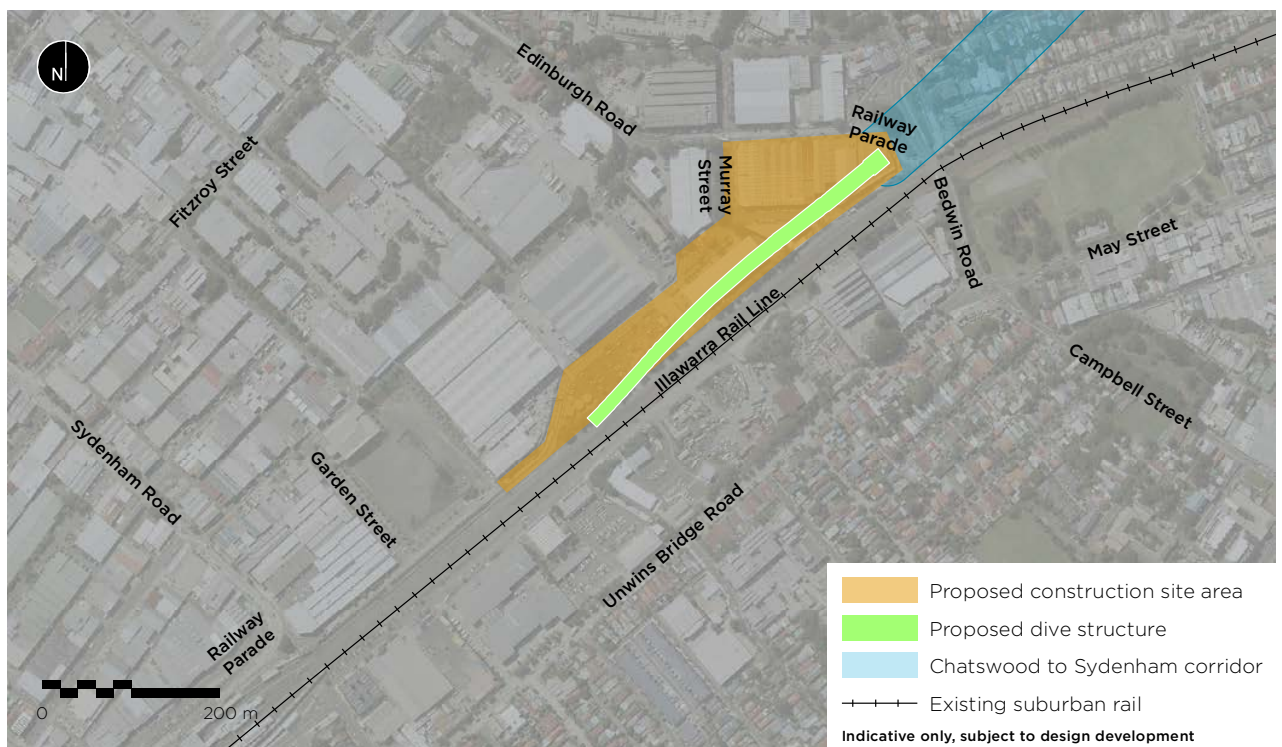 N
Edinburgh Road
Railway
Parade
Fitzroy Street
Murray
Street
Bedwin Road
May Street
Illawarra Rail Line
Campbell Street
Sydenham Road
Garden Street
Unwins Bridge Road
Railway
Parade
0
200 m
Proposed construction site area
Proposed dive structure
Chatswood to Sydenham corridor
Existing suburban rail
Indicative only, subject to design development